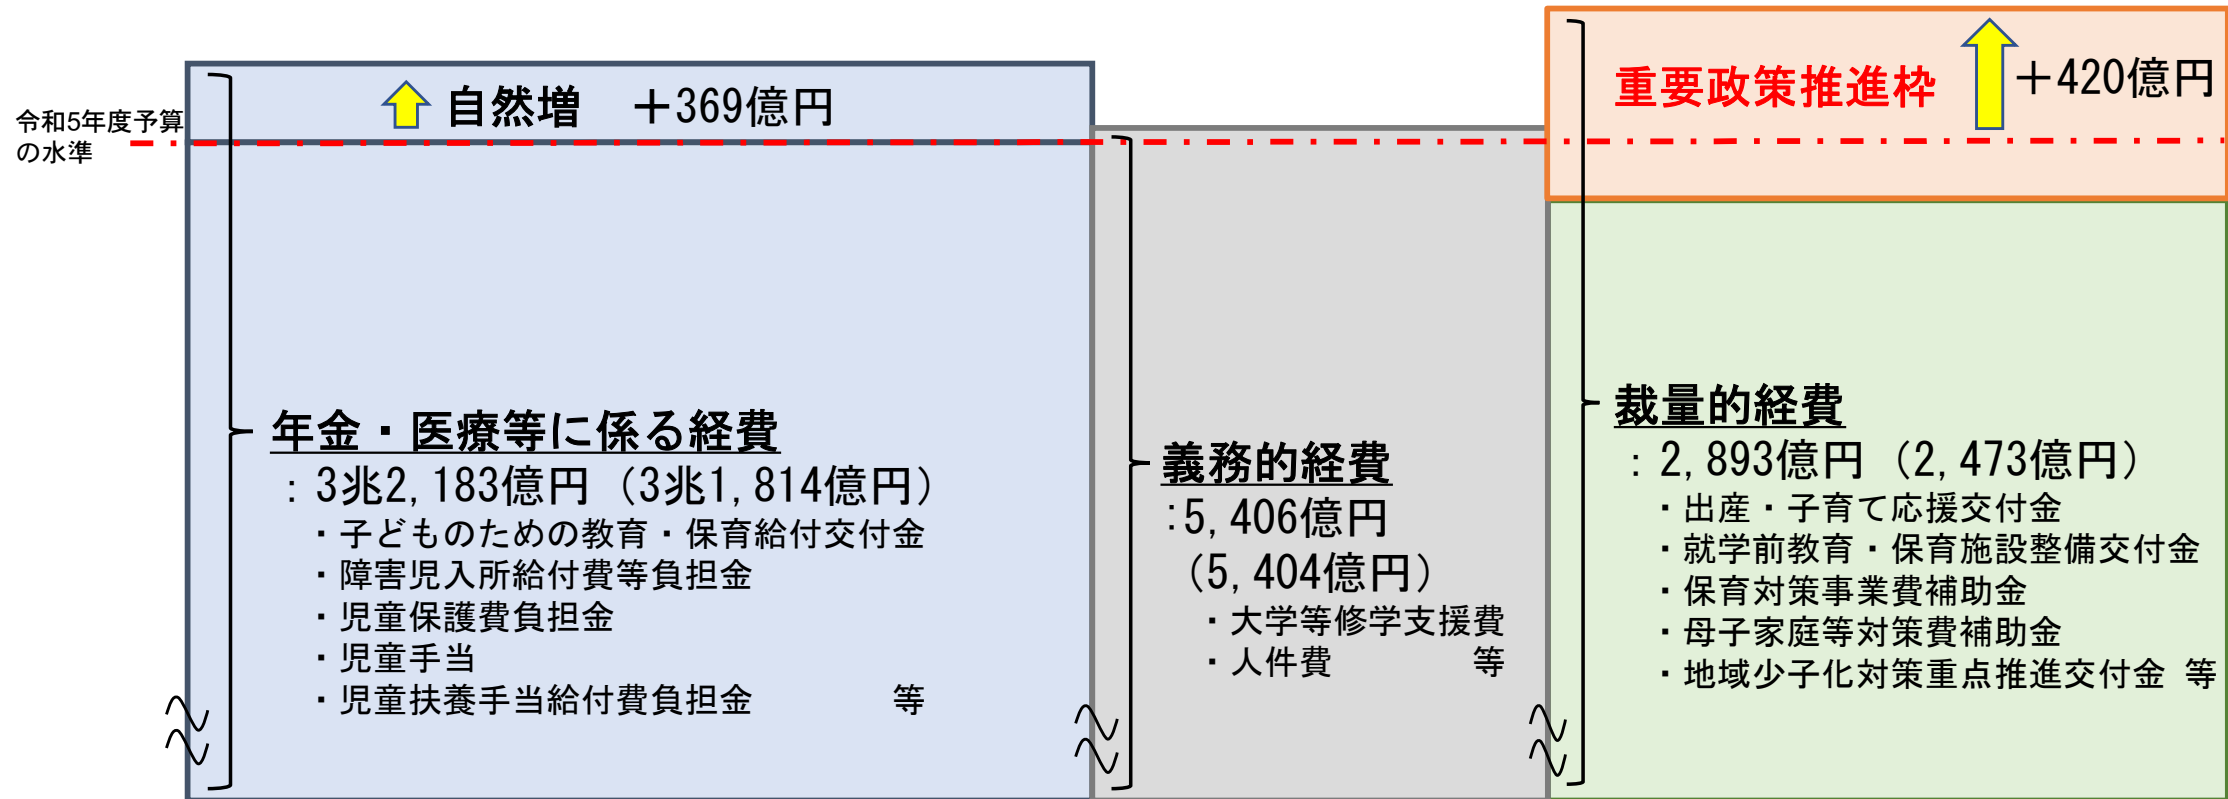 令和5年度予算
の水準
自然増　＋369億円
年金・医療等に係る経費
：3兆2,183億円（3兆1,814億円）
・子どものための教育・保育給付交付金
・障害児入所給付費等負担金
・児童保護費負担金
・児童手当
・児童扶養手当給付費負担金　　　　等
義務的経費
：5,406億円
（5,404億円）
・大学等修学支援費
・人件費　　　　等
重要政策推進枠　＋420億円
裁量的経費
：2,893億円（2,473億円）
・出産・子育て応援交付金
・就学前教育・保育施設整備交付金
・保育対策事業費補助金
・母子家庭等対策費補助金
・地域少子化対策重点推進交付金 等